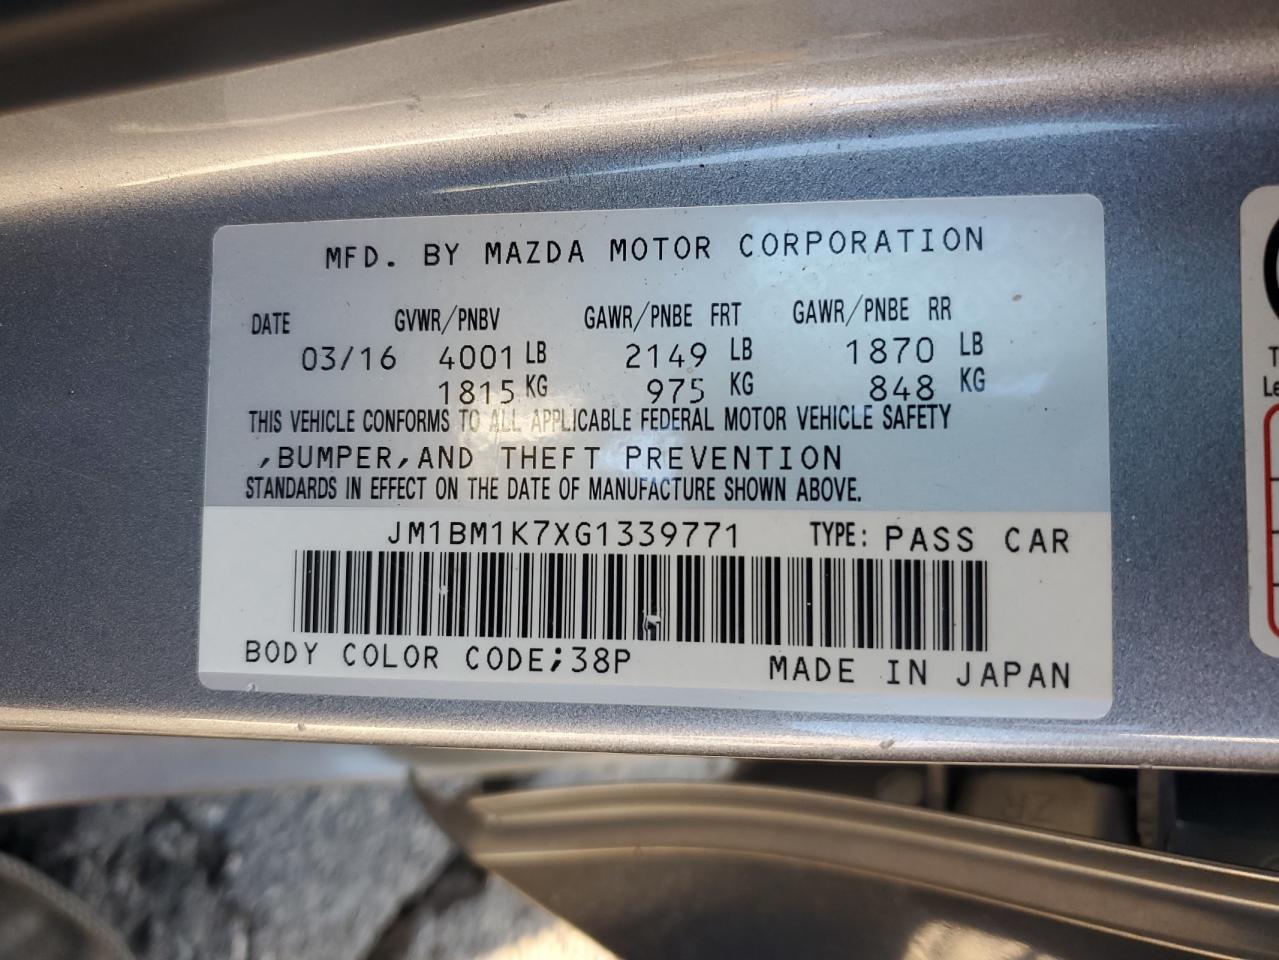 MFD. BY MAZDA MOTOR CORPORATION
DATE GVWR/PNBV GAWR/PNBE FRT GAWR/PNBE RR
03/16 4001 LB 2149 LB 1870 LB
1815 KG 975 KG 848 KG
THIS VEHICLE CONFORMS TO ALL APPLICABLE FEDERAL MOTOR VEHICLE SAFETY
,BUMPER,AND THEFT PREVENTION
STANDARDS IN EFFECT ON THE DATE OF MANUFACTURE SHOWN ABOVE.
JM1BM1K7XG1339771 TYPE: PASS CAR
BODY COLOR CODE;38P MADE IN JAPAN